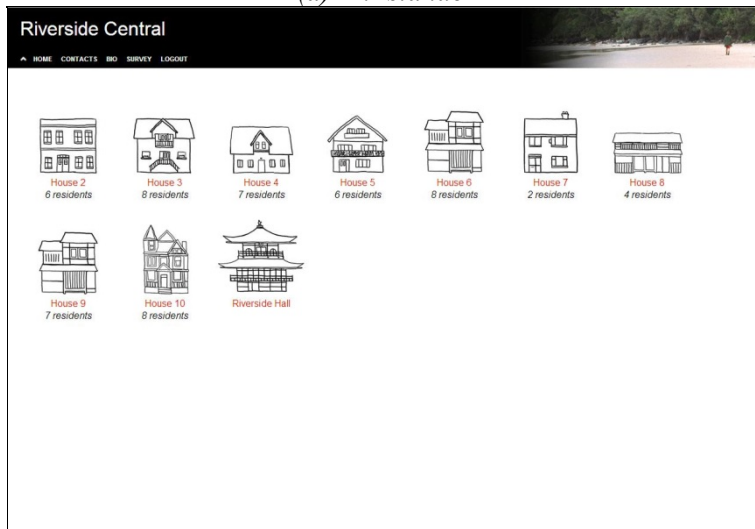 Riverside Central
HOME CONTACTS BIO SURVEY LOGOUT
House 2 House 3 House 4 House 5 House 6 House 7 House 8
6 residents 8 residents 7 residents 6 residents 8 residents 2 residents 4 residents
House 9 House 10 Riverside Hall
7 residents 8 residents